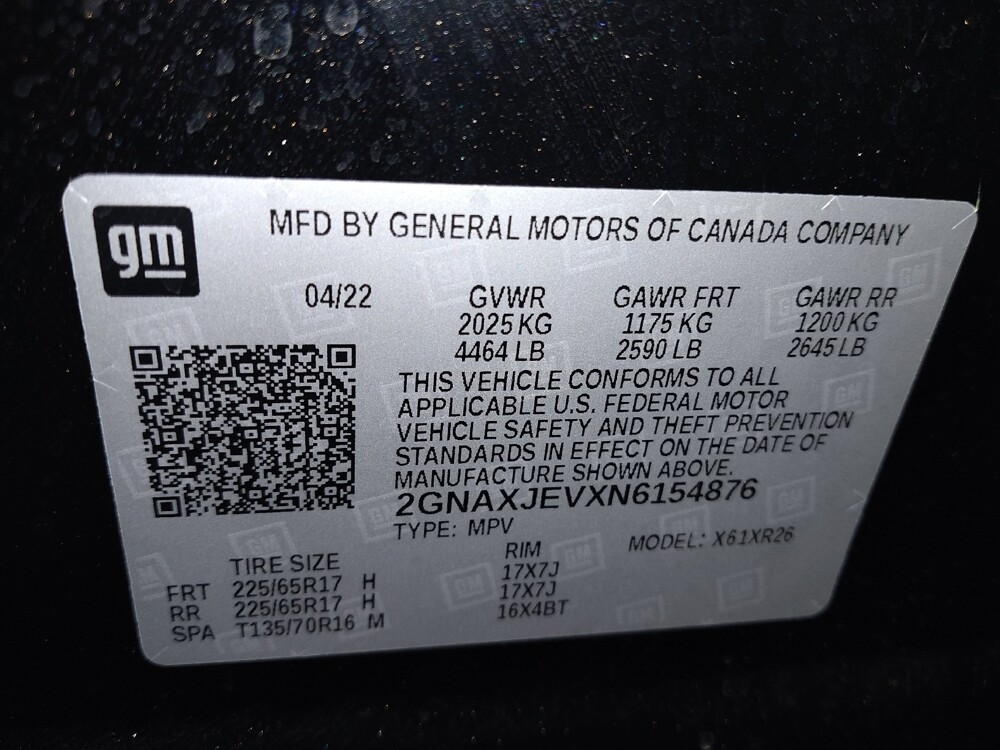 gm
MFD BY GENERAL MOTORS OF CANADA COMPANY
04/22 GVWR GAWR FRT GAWR RR
2025 KG 1175 KG 1200 KG
4464 LB 2590 LB 2645 LB
THIS VEHICLE CONFORMS TO ALL
APPLICABLE U.S. FEDERAL MOTOR
VEHICLE SAFETY AND THEFT PREVENTION
STANDARDS IN EFFECT ON THE DATE OF
MANUFACTURE SHOWN ABOVE.
2GNAXJEVXN6154876
TYPE: MPV MODEL: X61XR26
TIRE SIZE RIM
FRT 225/65R17 H 17X7J
RR 225/65R17 H 17X7J
SPA T135/70R16 M 16X4BT